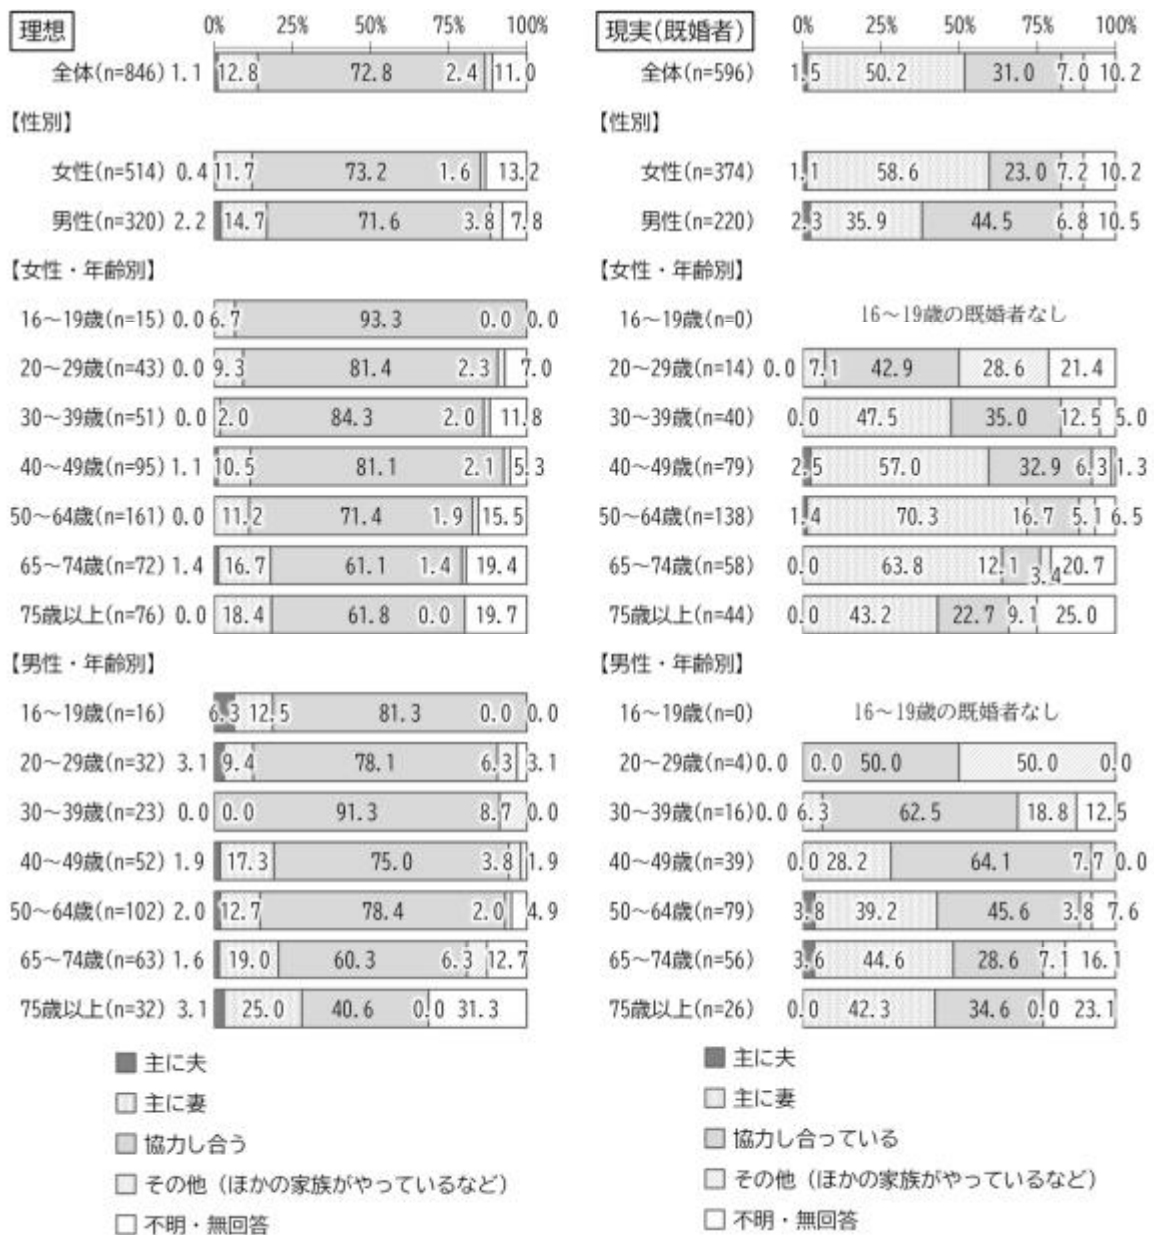 理想
0% 25% 50% 75% 100%
全体(n=846) 1.1 12.8 72.8 2.4 11.0
【性別】
女性(n=514) 0.4 11.7 73.2 1.6 13.2
男性(n=320) 2.2 14.7 71.6 3.8 7.8
【女性・年齢別】
16～19歳(n=15) 0.0 6.7 93.3 0.0 0.0
20～29歳(n=43) 0.0 9.3 81.4 2.3 7.0
30～39歳(n=51) 0.0 2.0 84.3 2.0 11.8
40～49歳(n=95) 1.1 10.5 81.1 2.1 5.3
50～64歳(n=161) 0.0 11.2 71.4 1.9 15.5
65～74歳(n=72) 1.4 16.7 61.1 1.4 19.4
75歳以上(n=76) 0.0 18.4 61.8 0.0 19.7
【男性・年齢別】
16～19歳(n=16) 6.3 12.5 81.3 0.0 0.0
20～29歳(n=32) 3.1 9.4 78.1 6.3 3.1
30～39歳(n=23) 0.0 0.0 91.3 8.7 0.0
40～49歳(n=52) 1.9 17.3 75.0 3.8 1.9
50～64歳(n=102) 2.0 12.7 78.4 2.0 4.9
65～74歳(n=63) 1.6 19.0 60.3 6.3 12.7
75歳以上(n=32) 3.1 25.0 40.6 0.0 31.3
主に夫
主に妻
協力し合う
その他（ほかの家族がやっているなど）
不明・無回答
現実(既婚者)
0% 25% 50% 75% 100%
全体(n=596) 1.5 50.2 31.0 7.0 10.2
【性別】
女性(n=374) 1.1 58.6 23.0 7.2 10.2
男性(n=220) 2.3 35.9 44.5 6.8 10.5
【女性・年齢別】
16～19歳(n=0) 16～19歳の既婚者なし
20～29歳(n=14) 0.0 7.1 42.9 28.6 21.4
30～39歳(n=40) 0.0 47.5 35.0 12.5 5.0
40～49歳(n=79) 2.5 57.0 32.9 6.3 1.3
50～64歳(n=138) 1.4 70.3 16.7 5.1 6.5
65～74歳(n=58) 0.0 63.8 12.1 3.4 20.7
75歳以上(n=44) 0.0 43.2 22.7 9.1 25.0
【男性・年齢別】
16～19歳(n=0) 16～19歳の既婚者なし
20～29歳(n=4) 0.0 0.0 50.0 50.0 0.0
30～39歳(n=16) 0.0 6.3 62.5 18.8 12.5
40～49歳(n=39) 0.0 28.2 64.1 7.7 0.0
50～64歳(n=79) 3.8 39.2 45.6 3.8 7.6
65～74歳(n=56) 3.6 44.6 28.6 7.1 16.1
75歳以上(n=26) 0.0 42.3 34.6 0.0 23.1
主に夫
主に妻
協力し合っている
その他（ほかの家族がやっているなど）
不明・無回答